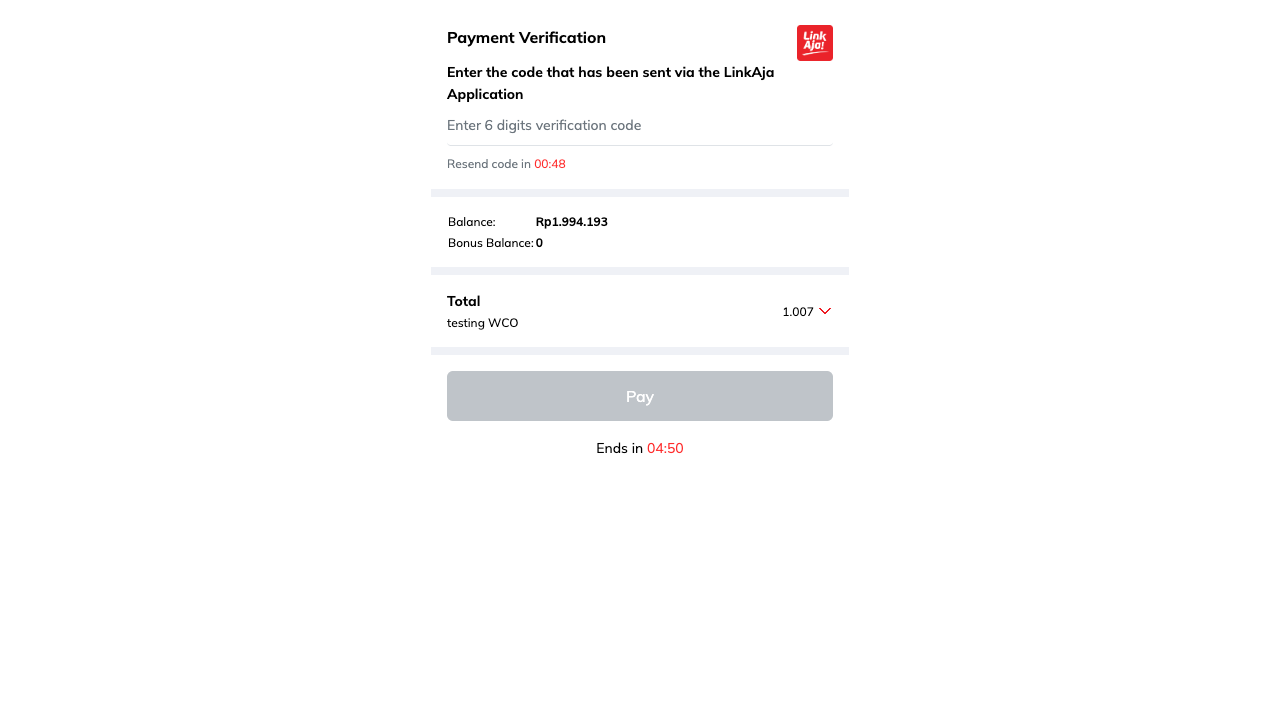 Payment Verification
Link
Aja!
Enter the code that has been sent via the LinkAja
Application
Enter 6 digits verification code
Resend code in 00:48
Balance: Rp1.994.193
Bonus Balance: 0
Total
1.007
testing WCO
Pay
Ends in 04:50